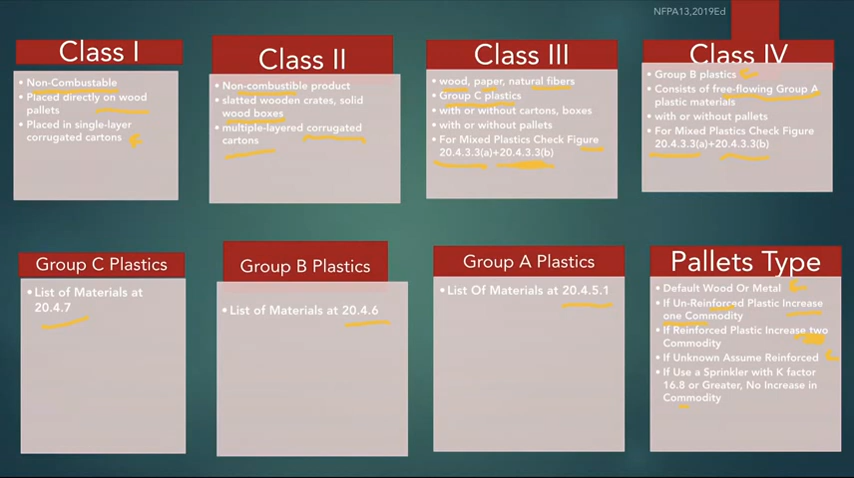 NFPA13,2019Ed
Class I
• Non-Combustable
• Placed directly on wood
pallets
• Placed in single-layer
corrugated cartons
Class II
• Non-combustible product
• slatted wooden crates, solid
wood boxes
• multiple-layered corrugated
cartons
Class III
• wood, paper, natural fibers
• Group C plastics
• with or without cartons, boxes
• with or without pallets
• For Mixed Plastics Check Figure
20.4.3.3(a)+20.4.3.3(b)
Class IV
• Group B plastics
• Consists of free-flowing Group A
plastic materials
• with or without pallets
• For Mixed Plastics Check Figure
20.4.3.3(a)+20.4.3.3(b)
Group C Plastics
• List of Materials at
20.4.7
Group B Plastics
• List of Materials at 20.4.6
Group A Plastics
• List Of Materials at 20.4.5.1
Pallets Type
• Default Wood Or Metal
• If Un-Reinforced Plastic Increase
one Commodity
• If Reinforced Plastic Increase two
Commodity
• If Unknown Assume Reinforced
• If Use a Sprinkler with K factor
16.8 or Greater, No Increase in
Commodity